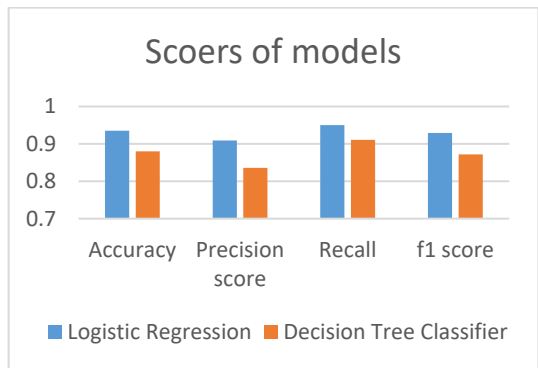 Scoers of models
1
0.9
0.8
0.7
Accuracy Precision Recall f1 score
score
Logistic Regression Decision Tree Classifier